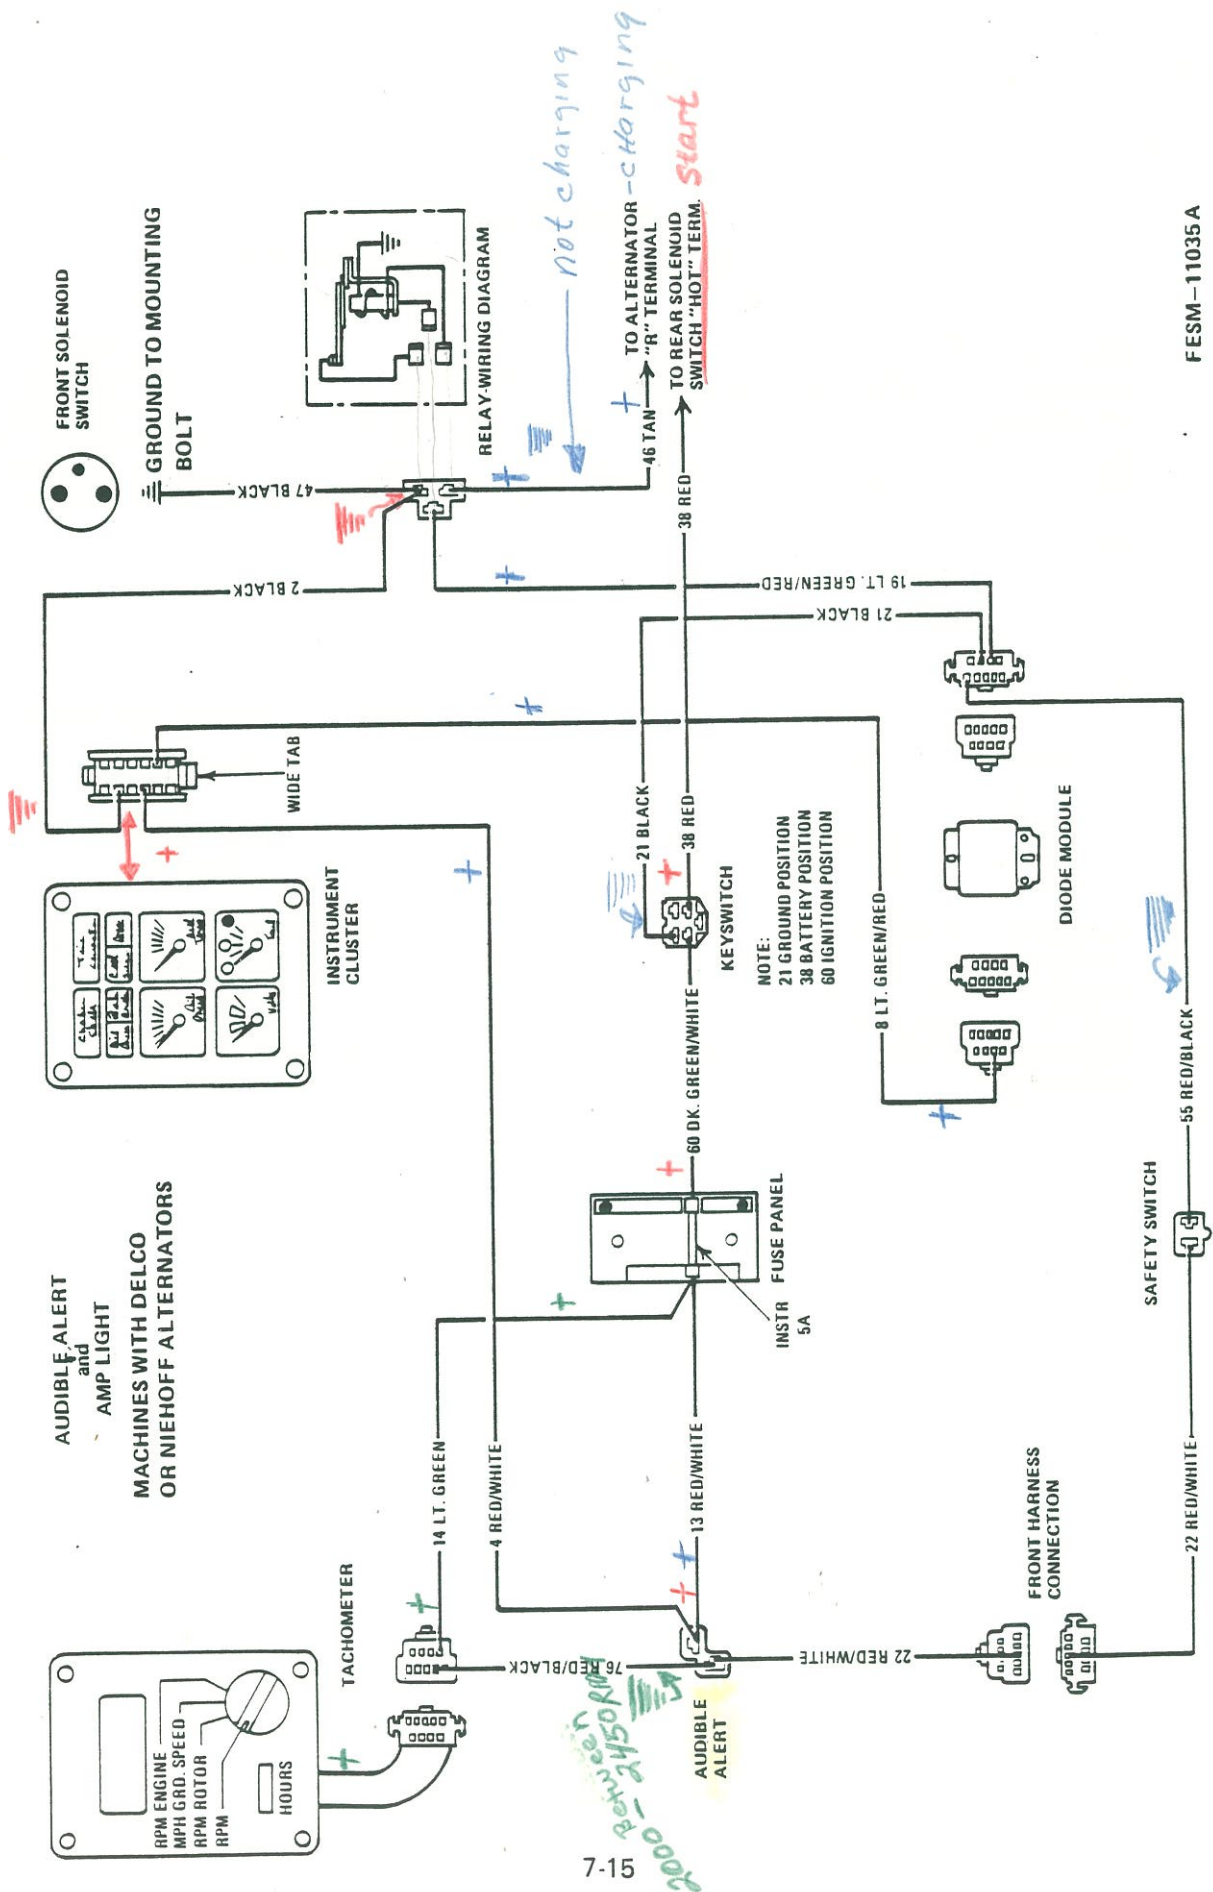 AUDIBLE ALERT
and
AMP LIGHT
MACHINES WITH DELCO
OR NIEHOFF ALTERNATORS
RPM ENGINE
MPH GRD. SPEED
RPM ROTOR
RPM
HOURS
TACHOMETER
INSTRUMENT
CLUSTER
Volts
Fuel
WIDE TAB
FRONT SOLENOID
SWITCH
GROUND TO MOUNTING
BOLT
47 BLACK
2 BLACK
RELAY-WIRING DIAGRAM
Not charging
46 TAN
TO ALTERNATOR
"R" TERMINAL
-charging
38 RED
TO REAR SOLENOID
SWITCH "HOT" TERM.
Start
19 LT. GREEN/RED
21 BLACK
21 BLACK
38 RED
KEYSWITCH
NOTE:
21 GROUND POSITION
38 BATTERY POSITION
60 IGNITION POSITION
60 DK. GREEN/WHITE
8 LT. GREEN/RED
DIODE MODULE
FUSE PANEL
INSTR
5A
14 LT. GREEN
4 RED/WHITE
13 RED/WHITE
76 RED/BLACK
Between
2000 - 2450 RPM
AUDIBLE
ALERT
22 RED/WHITE
FRONT HARNESS
CONNECTION
22 RED/WHITE
SAFETY SWITCH
55 RED/BLACK
FESM-11035 A
7-15